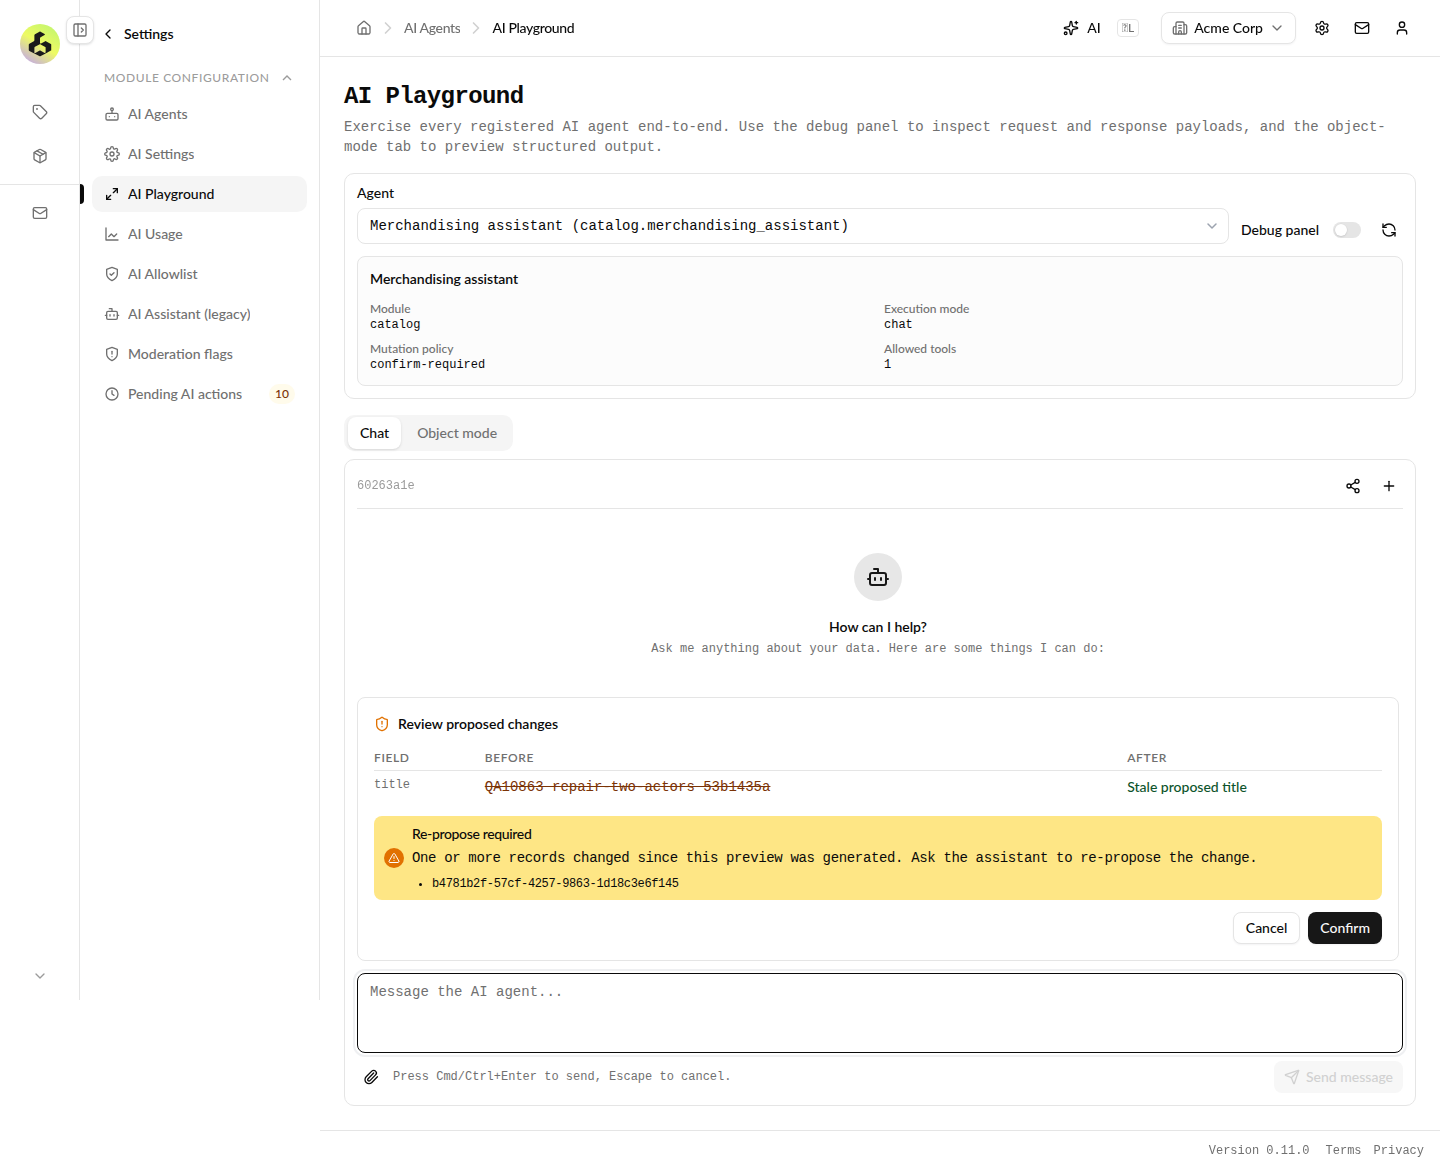 Settings
AI Agents
AI Playground
AI
L
Acme Corp
MODULE CONFIGURATION
AI Agents
AI Settings
AI Playground
AI Usage
AI Allowlist
AI Assistant (legacy)
Moderation flags
Pending AI actions
10
AI Playground
Exercise every registered AI agent end-to-end. Use the debug panel to inspect request and response payloads, and the object-
mode tab to preview structured output.
Agent
Merchandising assistant (catalog.merchandising_assistant)
Debug panel
Merchandising assistant
Module
catalog
Execution mode
chat
Mutation policy
confirm-required
Allowed tools
1
Chat
Object mode
60263a1e
How can I help?
Ask me anything about your data. Here are some things I can do:
Review proposed changes
FIELD
BEFORE
AFTER
title
QA10863 repair-two-actors 53b1435a
Stale proposed title
Re-propose required
One or more records changed since this preview was generated. Ask the assistant to re-propose the change.
• b4781b2f-57cf-4257-9863-1d18c3e6f145
Cancel
Confirm
Message the AI agent...
Press Cmd/Ctrl+Enter to send, Escape to cancel.
Send message
Version 0.11.0
Terms
Privacy